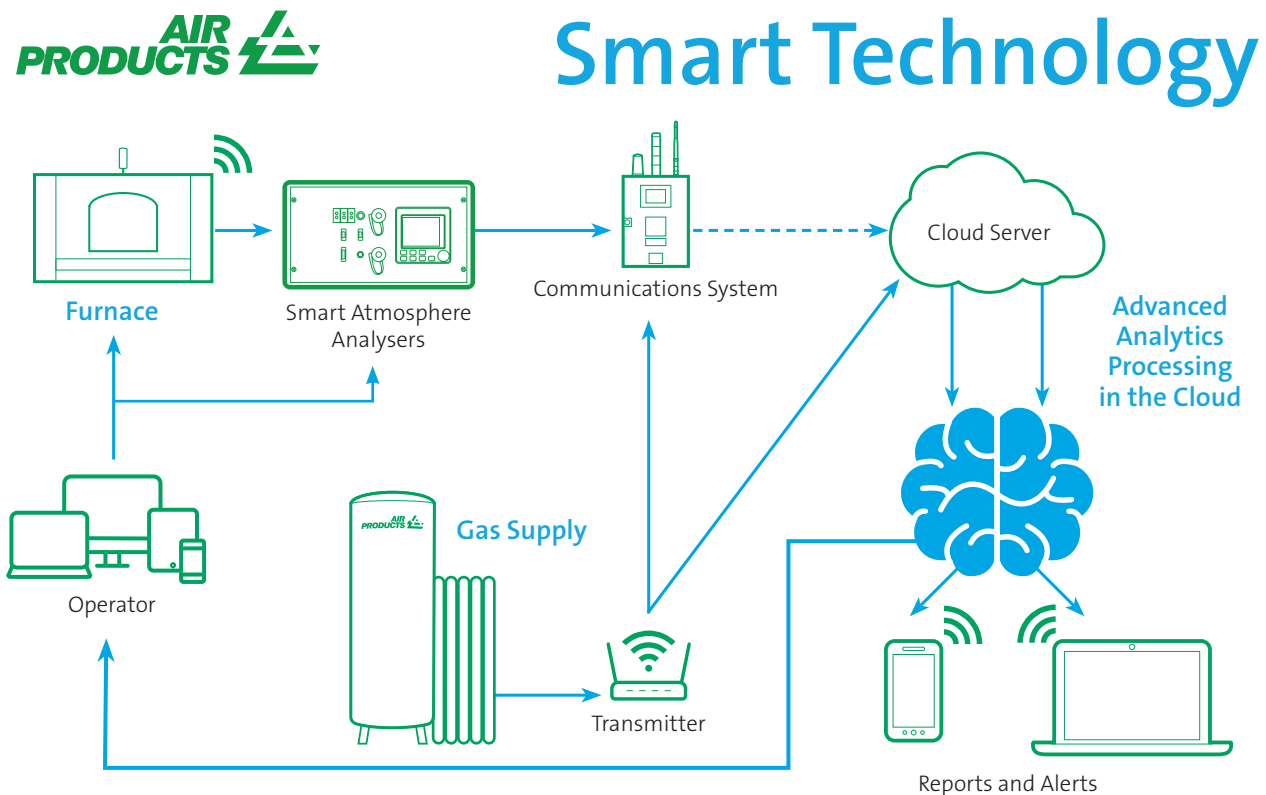 AIR
PRODUCTS
Smart Technology
Cloud Server
Communications System
Furnace
Smart Atmosphere
Analysers
Advanced
Analytics
Processing
in the Cloud
AIR
PRODUCTS
Gas Supply
Operator
Transmitter
Reports and Alerts